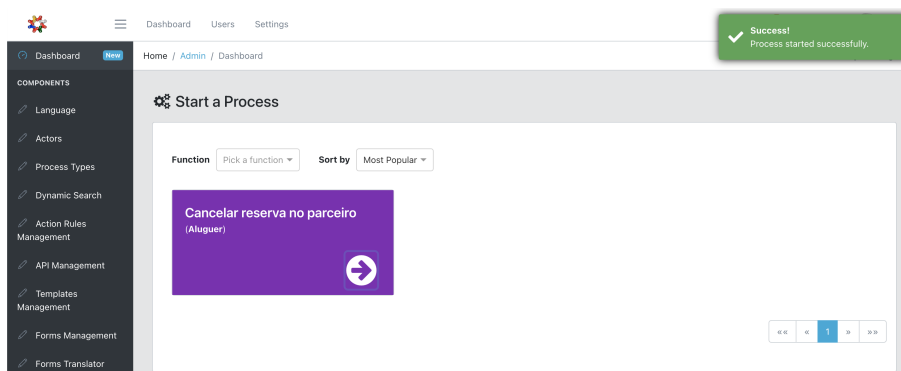 Dashboard Users Settings
Success!
Process started successfully.
Dashboard New
Home / Admin / Dashboard
COMPONENTS
Language
Actors
Process Types
Dynamic Search
Action Rules
Management
API Management
Templates
Management
Forms Management
Forms Translator
Start a Process
Function Pick a function Sort by Most Popular
Cancelar reserva no parceiro
(Aluguer)
«« « 1 » »»